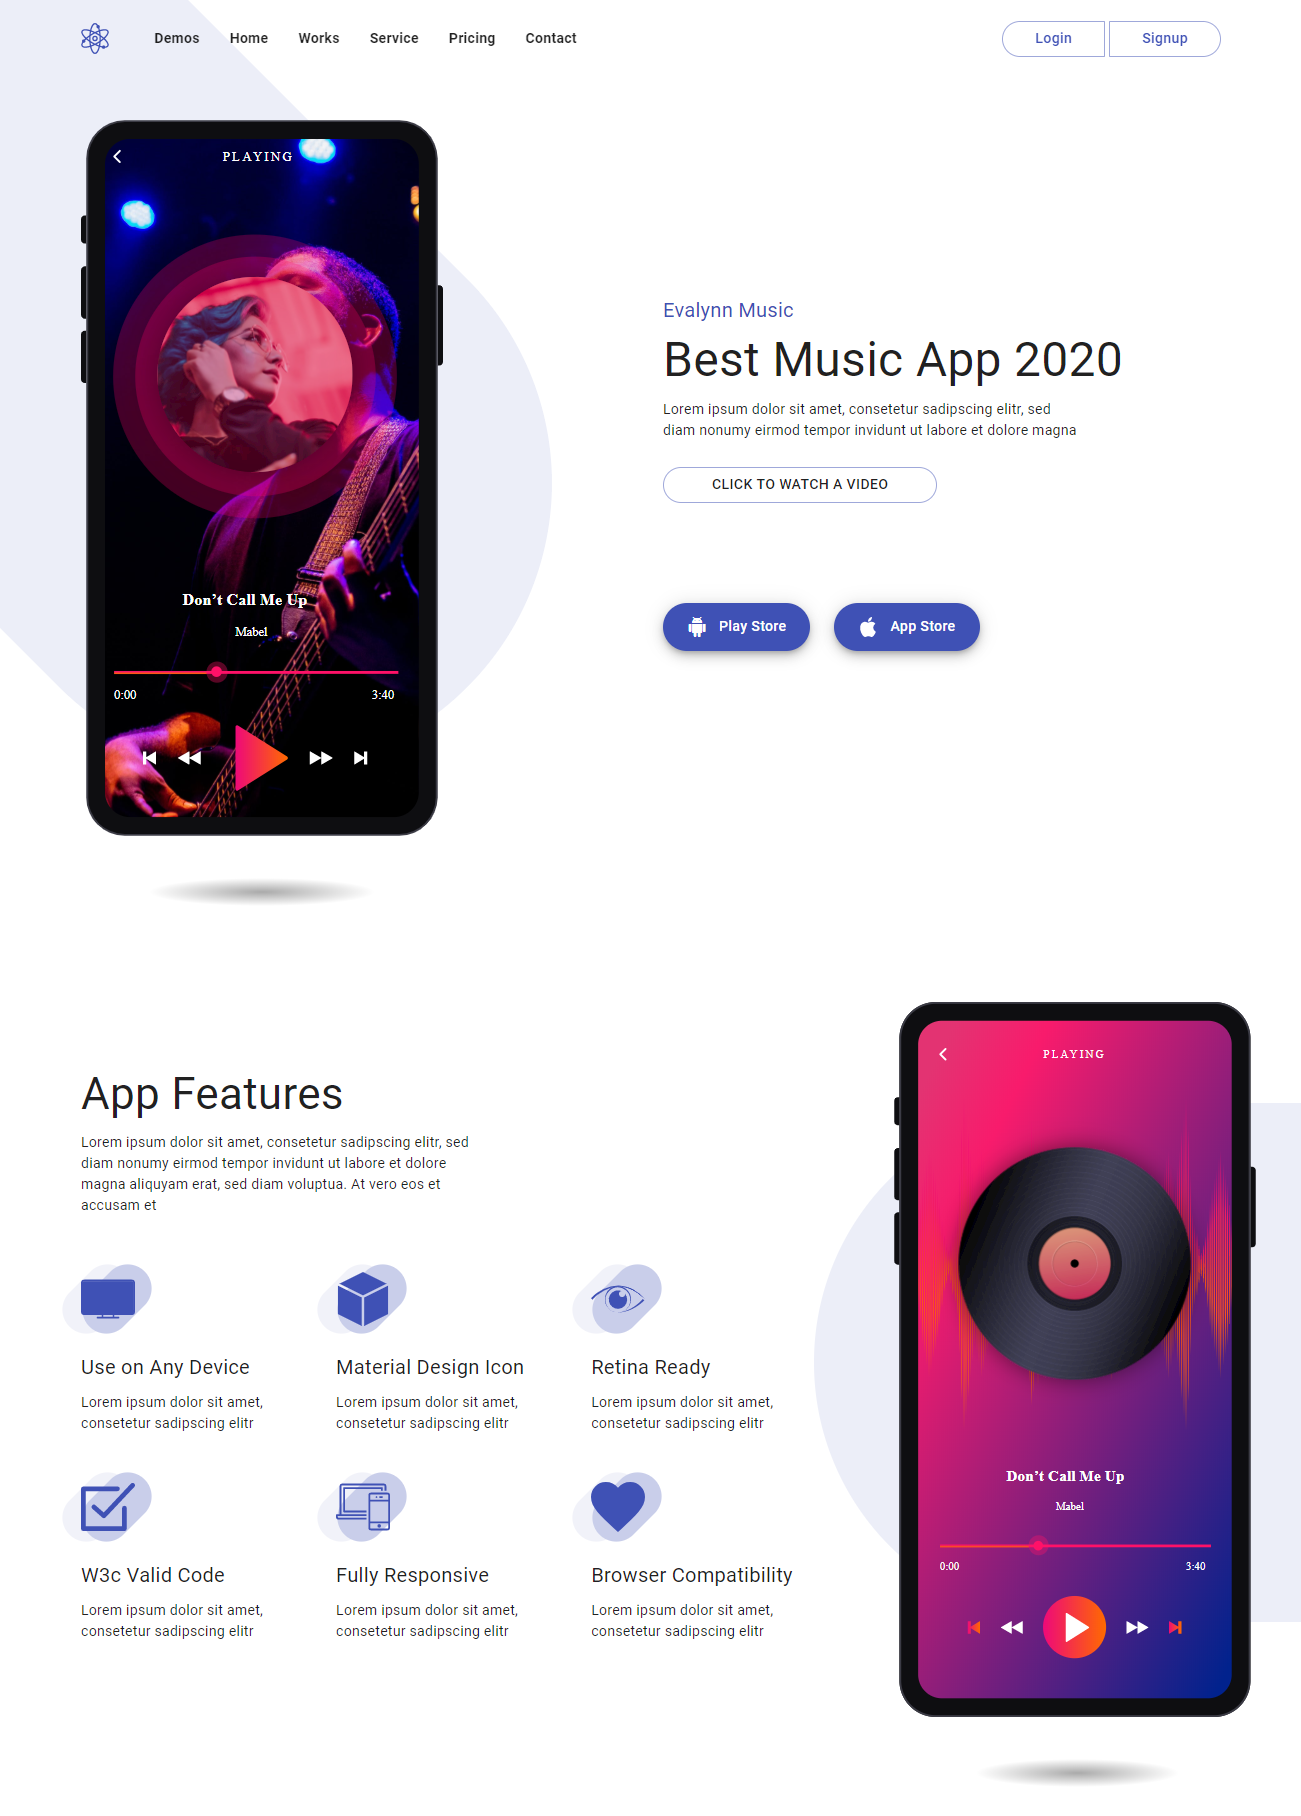 Demos
Home
Works
Service
Pricing
Contact
Login
Signup
PLAYING
Don’t Call Me Up
Mabel
0:00
3:40
Evalynn Music
Best Music App 2020
Lorem ipsum dolor sit amet, consetetur sadipscing elitr, sed
diam nonumy eirmod tempor invidunt ut labore et dolore magna
CLICK TO WATCH A VIDEO
Play Store
App Store
App Features
Lorem ipsum dolor sit amet, consetetur sadipscing elitr, sed
diam nonumy eirmod tempor invidunt ut labore et dolore
magna aliquyam erat, sed diam voluptua. At vero eos et
accusam et
Use on Any Device
Lorem ipsum dolor sit amet,
consetetur sadipscing elitr
Material Design Icon
Lorem ipsum dolor sit amet,
consetetur sadipscing elitr
Retina Ready
Lorem ipsum dolor sit amet,
consetetur sadipscing elitr
W3c Valid Code
Lorem ipsum dolor sit amet,
consetetur sadipscing elitr
Fully Responsive
Lorem ipsum dolor sit amet,
consetetur sadipscing elitr
Browser Compatibility
Lorem ipsum dolor sit amet,
consetetur sadipscing elitr
PLAYING
Don’t Call Me Up
Mabel
0:00
3:40